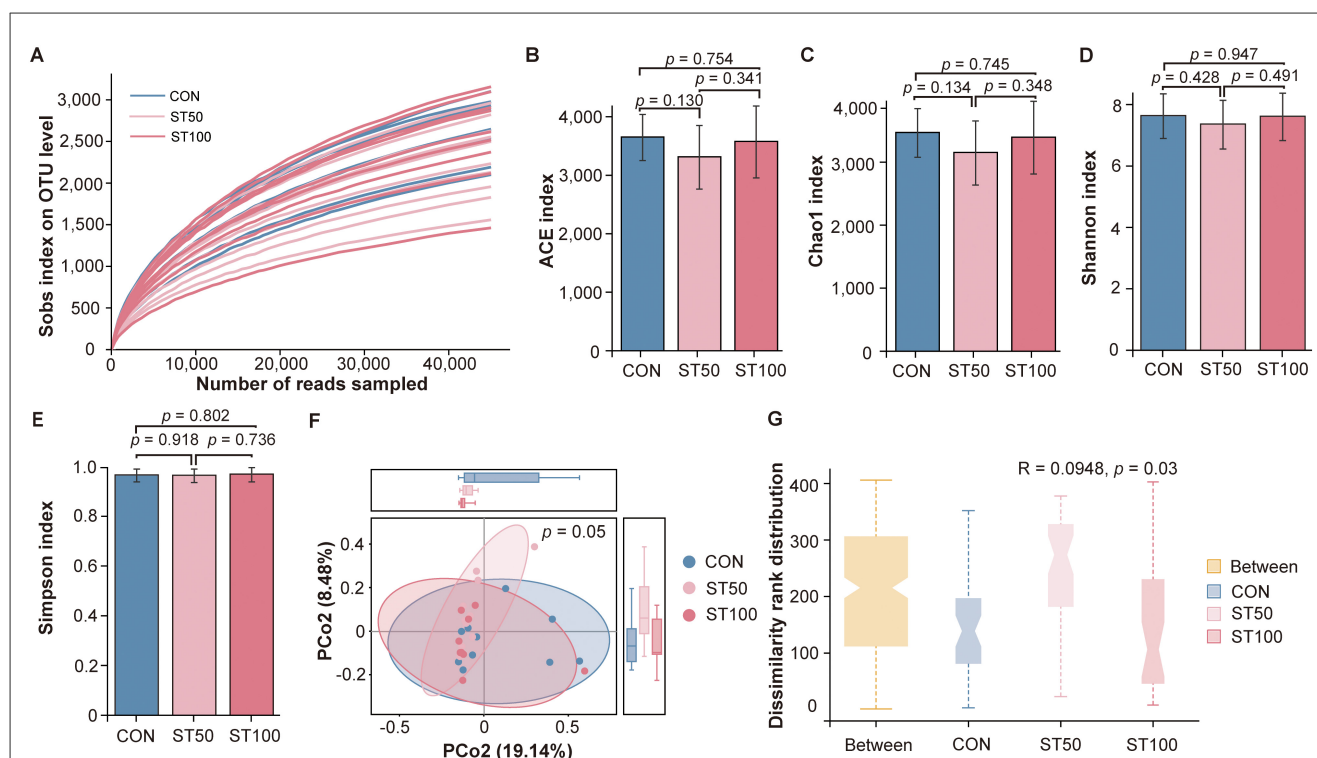 A
Sobs index on OTU level
3,000
2,500
2,000
1,500
1,000
500
0
CON
ST50
ST100
0
10,000
20,000
30,000
40,000
Number of reads sampled
B
p = 0.754
p = 0.341
p = 0.130
ACE index
4,000
3,000
4,000
1,000
0
CON
ST50
ST100
C
p = 0.745
p = 0.134
p = 0.348
Chao1 index
4,000
3,000
4,000
1,000
0
CON
ST50
ST100
D
p = 0.947
p = 0.428
p = 0.491
Shannon index
8
6
4
2
0
CON
ST50
ST100
E
p = 0.802
p = 0.918
p = 0.736
Simpson index
1.0
0.8
0.6
0.4
0.2
0
CON
ST50
ST100
F
p = 0.05
PCo2 (8.48%)
0.4
0.2
0
-0.2
-0.5
0
0.5
PCo2 (19.14%)
CON
ST50
ST100
G
R = 0.0948, p = 0.03
Dissimilarity rank distribution
400
300
200
100
0
Between
CON
ST50
ST100
Between
CON
ST50
ST100